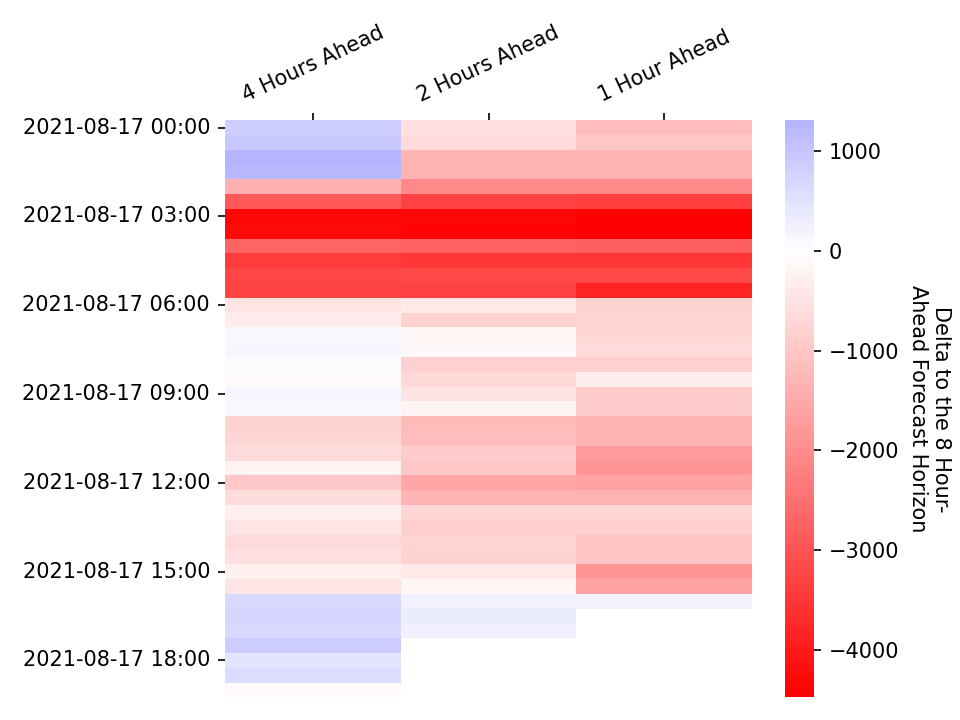 4 Hours Ahead
2 Hours Ahead
1 Hour Ahead
2021-08-17 00:00
2021-08-17 03:00
2021-08-17 06:00
2021-08-17 09:00
2021-08-17 12:00
2021-08-17 15:00
2021-08-17 18:00
1000
0
−1000
−2000
−3000
−4000
Delta to the 8 Hour-
Ahead Forecast Horizon